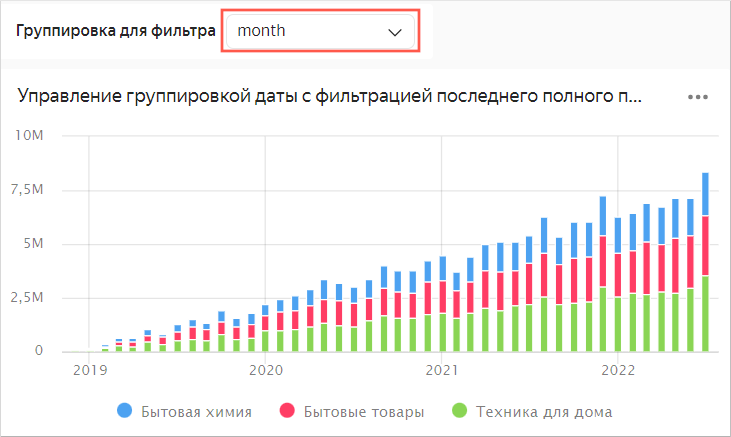 Группировка для фильтра month
Управление группировкой даты с фильтрацией последнего полного п...
10M
7,5M
5M
2,5M
0
2019 2020 2021 2022
Бытовая химия Бытовые товары Техника для дома